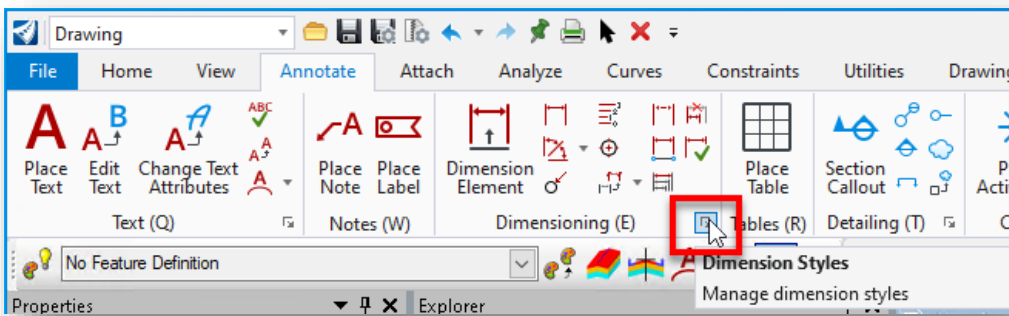 Drawing
File Home View Annotate Attach Analyze Curves Constraints Utilities Drawing
ABC
A B A A
Place Text Edit Text Change Text Attributes Place Note Place Label Dimension Element Place Table Section Callout
Text (Q) Notes (W) Dimensioning (E) Tables (R) Detailing (T)
No Feature Definition
Dimension Styles
Properties Explorer Manage dimension styles